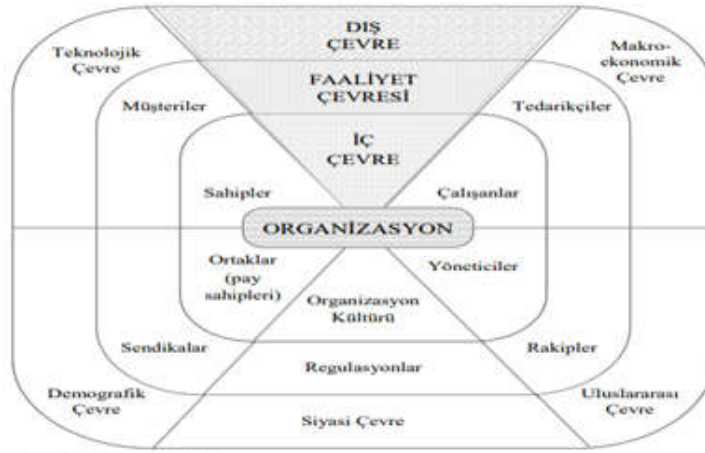 DIŞ
ÇEVRE
Teknolojik
Çevre
Makro-
ekonomik
Çevre
FAALİYET
ÇEVRESİ
Müşteriler
Tedarikçiler
İÇ
ÇEVRE
Sahipler
Çalışanlar
ORGANİZASYON
Ortaklar
(pay
sahipleri)
Yöneticiler
Organizasyon
Kültürü
Sendikalar
Rakipler
Regulasyonlar
Demografik
Çevre
Uluslararası
Çevre
Siyasi Çevre